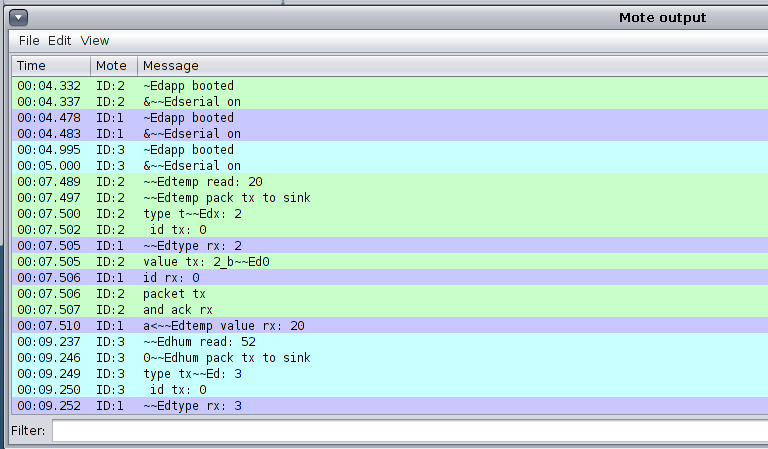 Mote output
File Edit View
Time Mote Message
00:04.332 ID:2 ~Edapp booted
00:04.337 ID:2 &~~Edserial on
00:04.478 ID:1 ~Edapp booted
00:04.483 ID:1 &~~Edserial on
00:04.995 ID:3 ~Edapp booted
00:05.000 ID:3 &~~Edserial on
00:07.489 ID:2 ~~Edtemp read: 20
00:07.497 ID:2 ~~Edtemp pack tx to sink
00:07.500 ID:2 type t~~Edx: 2
00:07.502 ID:2 id tx: 0
00:07.505 ID:1 ~~Edtype rx: 2
00:07.505 ID:2 value tx: 2_b~~Ed0
00:07.506 ID:1 id rx: 0
00:07.506 ID:2 packet tx
00:07.507 ID:2 and ack rx
00:07.510 ID:1 a<~~Edtemp value rx: 20
00:09.237 ID:3 ~~Edhum read: 52
00:09.246 ID:3 0~~Edhum pack tx to sink
00:09.249 ID:3 type tx~~Ed: 3
00:09.250 ID:3 id tx: 0
00:09.252 ID:1 ~~Edtype rx: 3
Filter: